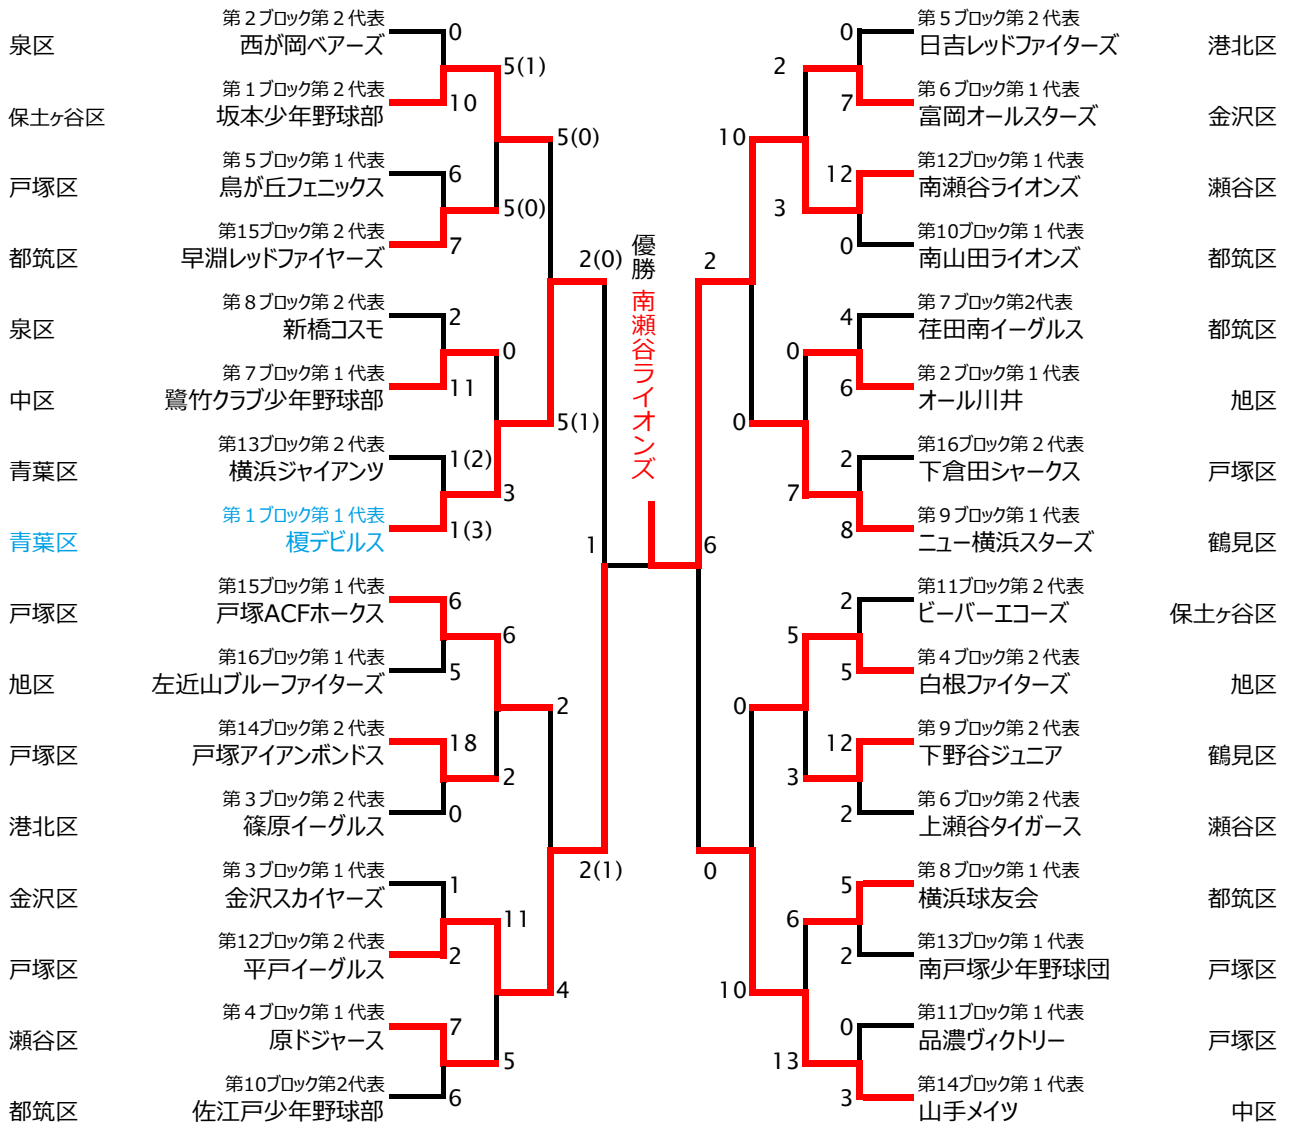 第２ブロック第２代表
泉区
西が岡ベアーズ
0
5(1)
第１ブロック第２代表
保土ヶ谷区
坂本少年野球部
10
5(0)
第５ブロック第１代表
戸塚区
鳥が丘フェニックス
6
5(0)
第15ブロック第２代表
都筑区
早淵レッドファイヤーズ
7
2(0)
第８ブロック第２代表
泉区
新橋コスモ
2
0
第７ブロック第１代表
中区
鷺竹クラブ少年野球部
11
5(1)
第13ブロック第２代表
青葉区
横浜ジャイアンツ
1(2)
3
第１ブロック第１代表
青葉区
榎デビルス
1(3)
1
第15ブロック第１代表
戸塚区
戸塚ACFホークス
6
6
第16ブロック第１代表
旭区
左近山ブルーファイターズ
5
2
第14ブロック第２代表
戸塚区
戸塚アイアンボンドス
18
2
第３ブロック第２代表
港北区
篠原イーグルス
0
2(1)
第３ブロック第１代表
金沢区
金沢スカイヤーズ
1
11
第12ブロック第２代表
戸塚区
平戸イーグルス
2
4
第４ブロック第１代表
瀬谷区
原ドジャース
7
5
第10ブロック第2代表
都筑区
佐江戸少年野球部
6
優勝
南瀬谷ライオンズ
第５ブロック第２代表
0
日吉レッドファイターズ
港北区
2
第６ブロック第１代表
7
富岡オールスターズ
金沢区
10
第12ブロック第１代表
12
南瀬谷ライオンズ
瀬谷区
3
第10ブロック第１代表
0
南山田ライオンズ
都筑区
2
第７ブロック第2代表
4
荏田南イーグルス
都筑区
0
第２ブロック第１代表
6
オール川井
旭区
0
第16ブロック第２代表
2
下倉田シャークス
戸塚区
7
第９ブロック第１代表
8
ニュー横浜スターズ
鶴見区
6
第11ブロック第２代表
2
ビーバーエコーズ
保土ヶ谷区
5
第４ブロック第２代表
5
白根ファイターズ
旭区
0
第９ブロック第２代表
12
下野谷ジュニア
鶴見区
3
第６ブロック第２代表
2
上瀬谷タイガース
瀬谷区
0
第８ブロック第１代表
5
横浜球友会
都筑区
6
第13ブロック第１代表
2
南戸塚少年野球団
戸塚区
10
第11ブロック第１代表
0
品濃ヴィクトリー
戸塚区
13
第14ブロック第１代表
3
山手メイツ
中区